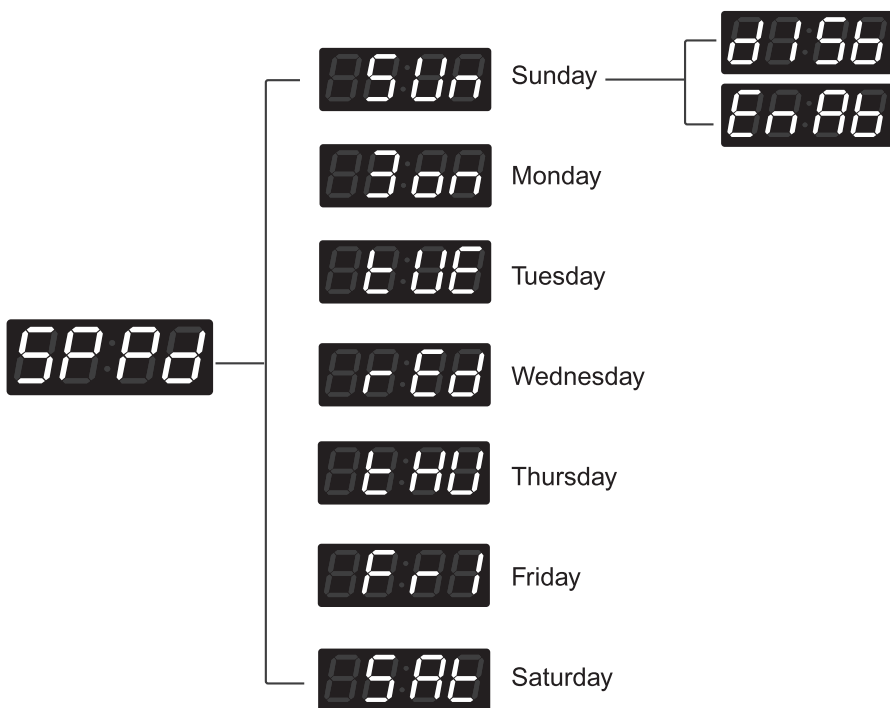 SPPd
SUn Sunday
3on Monday
tUE Tuesday
rEd Wednesday
tHU Thursday
Fr1 Friday
SAt Saturday
d1Sb
EnAb